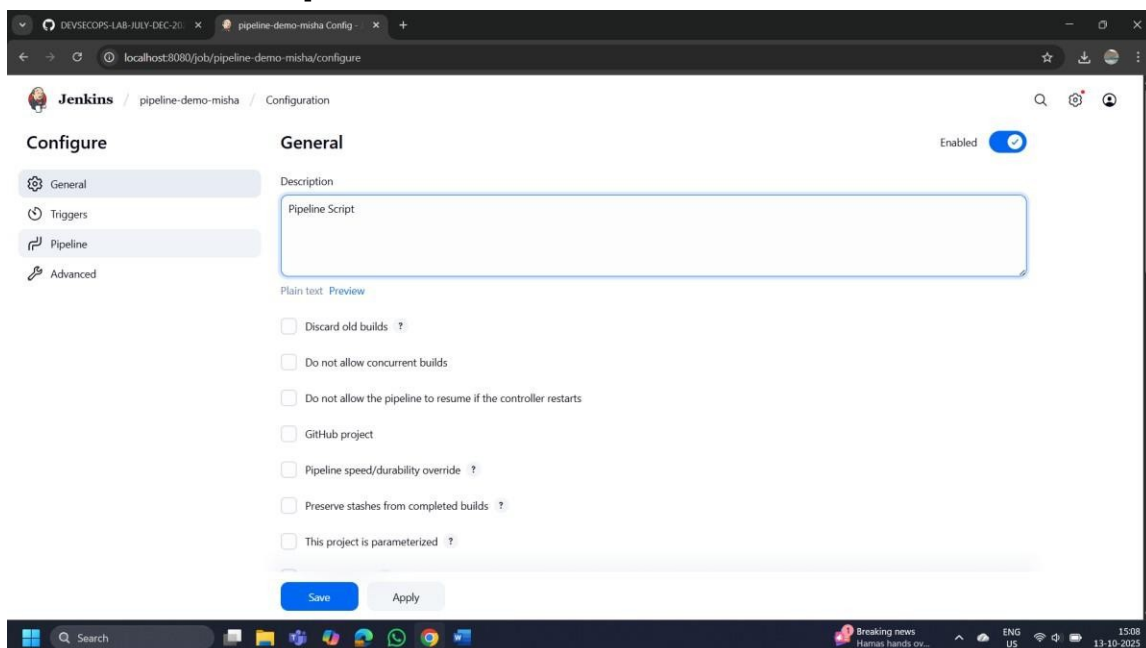 DEVSECOPS-LAB-JULY-DEC-20
pipeline-demo-misha Config -
localhost:8080/job/pipeline-demo-misha/configure
Jenkins / pipeline-demo-misha / Configuration
Configure
General
Enabled
General
Triggers
Pipeline
Advanced
Description
Pipeline Script
Plain text Preview
Discard old builds ?
Do not allow concurrent builds
Do not allow the pipeline to resume if the controller restarts
GitHub project
Pipeline speed/durability override ?
Preserve stashes from completed builds ?
This project is parameterized ?
Save
Apply
Search
Breaking news
Hamas hands ov...
ENG
US
15:08
13-10-2025